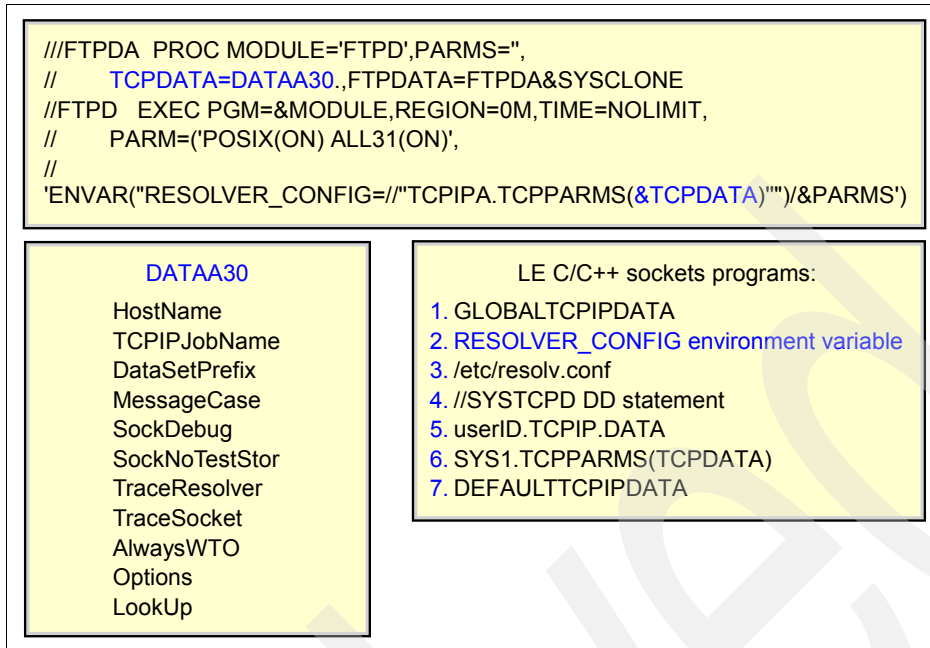 ///FTPDA PROC MODULE='FTPD',PARMS='',
// TCPDATA=DATAA30.,FTPDATA=FTPDA&SYSCLONE
//FTPD EXEC PGM=&MODULE,REGION=0M,TIME=NOLIMIT,
// PARM=('POSIX(ON) ALL31(ON)',
//
'ENVAR("RESOLVER_CONFIG=//''TCPIPA.TCPPARMS(&TCPDATA)''")/&PARMS')
DATAA30
HostName
TCPIPJobName
DataSetPrefix
MessageCase
SockDebug
SockNoTestStor
TraceResolver
TraceSocket
AlwaysWTO
Options
LookUp
LE C/C++ sockets programs:
1. GLOBALTCPIPDATA
2. RESOLVER_CONFIG environment variable
3. /etc/resolv.conf
4. //SYSTCPD DD statement
5. userID.TCPIP.DATA
6. SYS1.TCPPARMS(TCPDATA)
7. DEFAULTTCPIPDATA